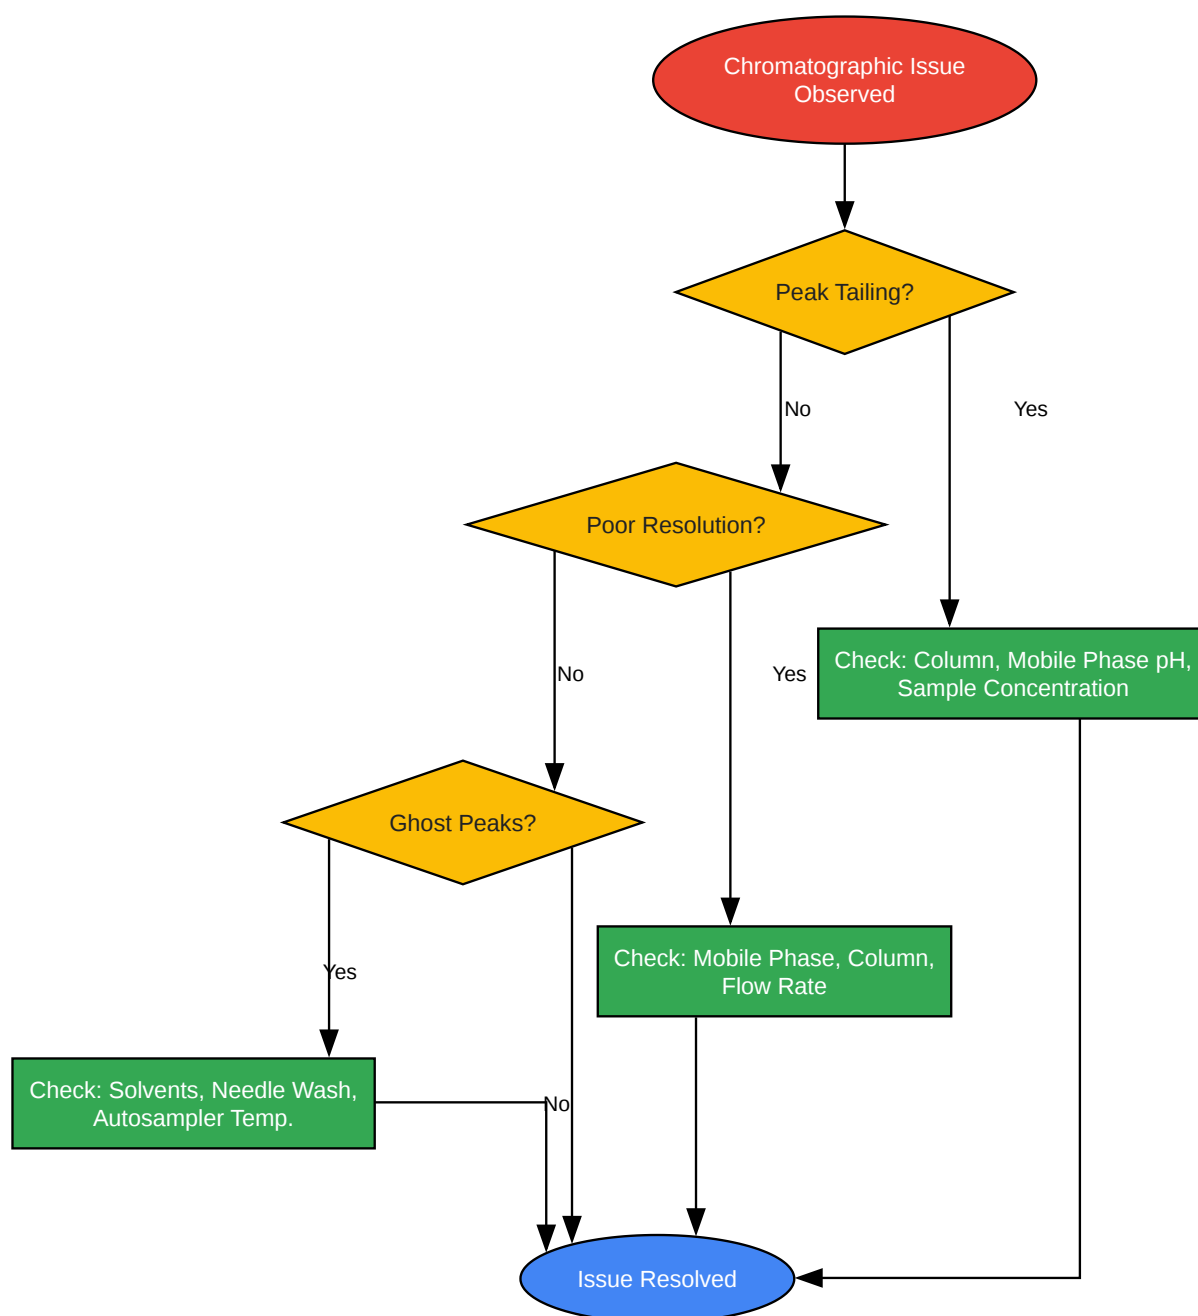 Chromatographic Issue
Observed
Peak Tailing?
No
Yes
Poor Resolution?
No
Yes
Check: Column, Mobile Phase pH,
Sample Concentration
Ghost Peaks?
Yes
No
Check: Mobile Phase, Column,
Flow Rate
Check: Solvents, Needle Wash,
Autosampler Temp.
Issue Resolved